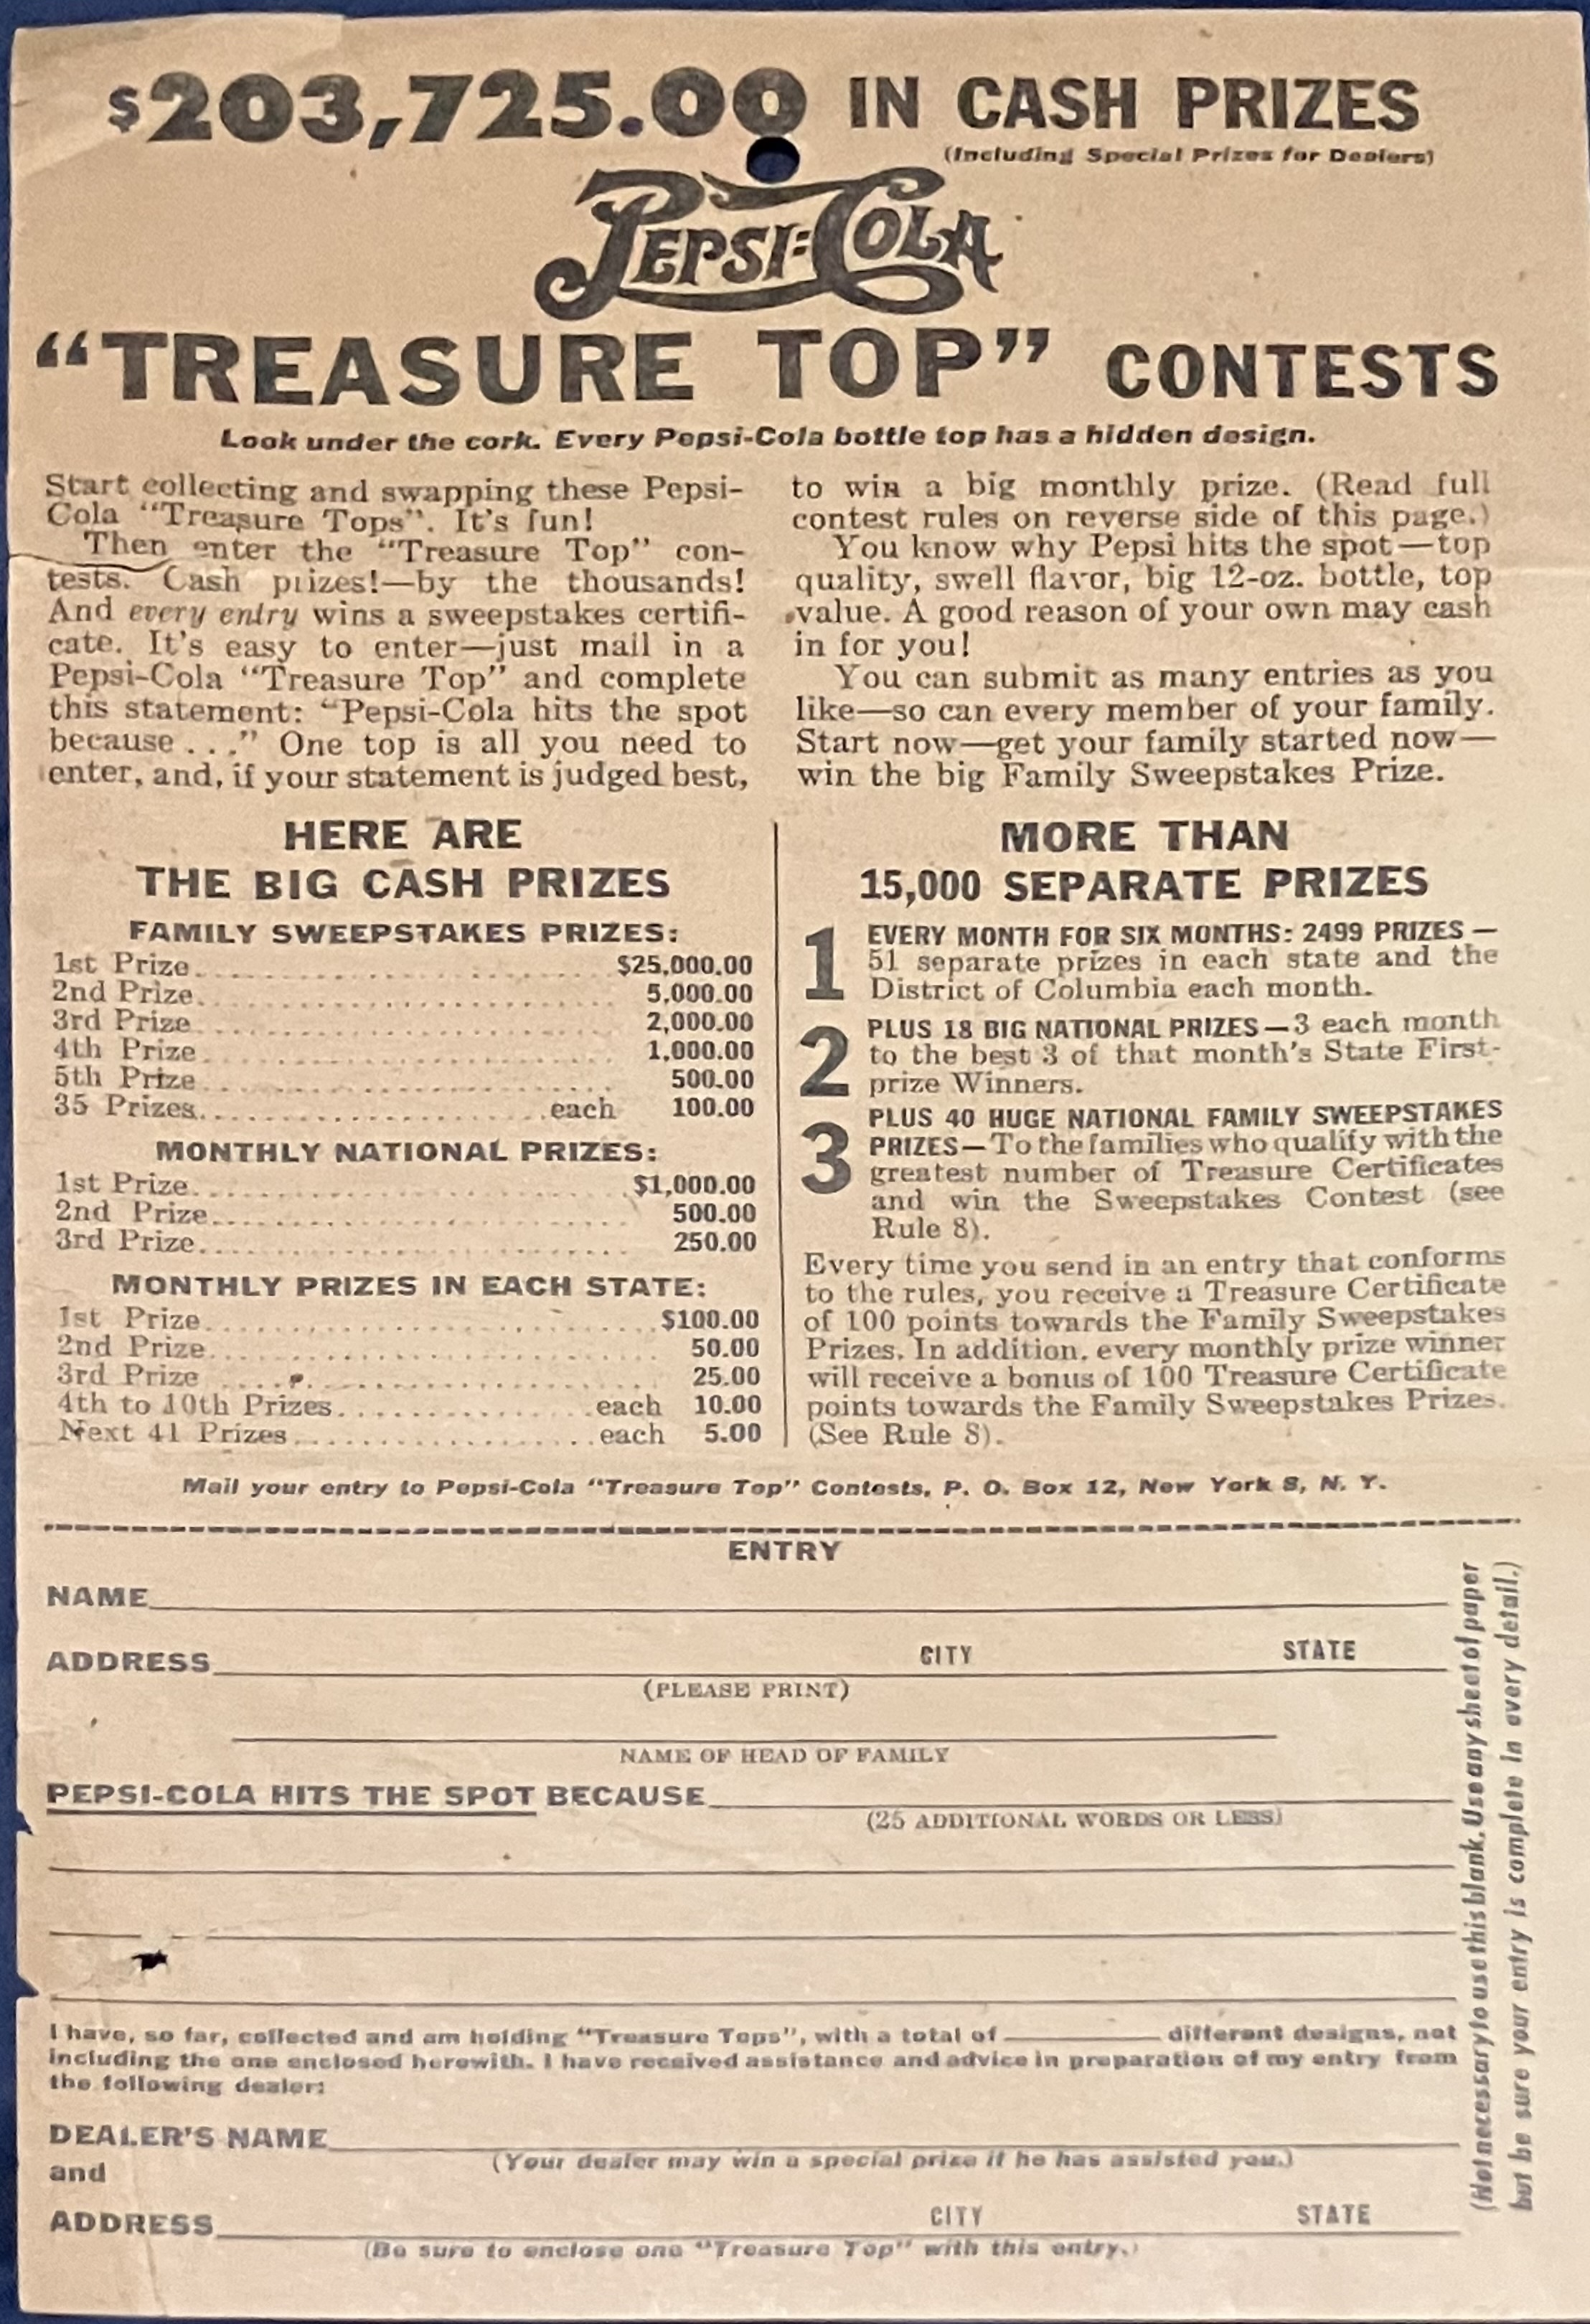 $203,725.00 IN CASH PRIZES
(Including Special Prizes for Dealers)
PEPSI-COLA
"TREASURE TOP" CONTESTS
Look under the cork. Every Pepsi-Cola bottle top has a hidden design.
Start collecting and swapping these Pepsi-
Cola "Treasure Tops". It's fun!
Then enter the "Treasure Top" con-
tests. Cash prizes!—by the thousands!
And every entry wins a sweepstakes certifi-
cate. It's easy to enter—just mail in a
Pepsi-Cola "Treasure Top" and complete
this statement: "Pepsi-Cola hits the spot
because . . ." One top is all you need to
enter, and, if your statement is judged best,
to win a big monthly prize. (Read full
contest rules on reverse side of this page.)
You know why Pepsi hits the spot—top
quality, swell flavor, big 12-oz. bottle, top
value. A good reason of your own may cash
in for you!
You can submit as many entries as you
like—so can every member of your family.
Start now—get your family started now—
win the big Family Sweepstakes Prize.
HERE ARE
THE BIG CASH PRIZES
FAMILY SWEEPSTAKES PRIZES:
1st Prize $25,000.00
2nd Prize 5,000.00
3rd Prize 2,000.00
4th Prize 1,000.00
5th Prize 500.00
35 Prizes each 100.00
MONTHLY NATIONAL PRIZES:
1st Prize $1,000.00
2nd Prize 500.00
3rd Prize 250.00
MONTHLY PRIZES IN EACH STATE:
1st Prize $100.00
2nd Prize 50.00
3rd Prize 25.00
4th to 10th Prizes each 10.00
Next 41 Prizes each 5.00
MORE THAN
15,000 SEPARATE PRIZES
1 EVERY MONTH FOR SIX MONTHS: 2499 PRIZES—
51 separate prizes in each state and the
District of Columbia each month.
2 PLUS 18 BIG NATIONAL PRIZES—3 each month
to the best 3 of that month's State First-
prize Winners.
3 PLUS 40 HUGE NATIONAL FAMILY SWEEPSTAKES
PRIZES—To the families who qualify with the
greatest number of Treasure Certificates
and win the Sweepstakes Contest (see
Rule 8).
Every time you send in an entry that conforms
to the rules, you receive a Treasure Certificate
of 100 points towards the Family Sweepstakes
Prizes. In addition, every monthly prize winner
will receive a bonus of 100 Treasure Certificate
points towards the Family Sweepstakes Prizes.
(See Rule 8).
Mail your entry to Pepsi-Cola "Treasure Top" Contests, P. O. Box 12, New York 8, N. Y.
ENTRY
NAME
ADDRESS CITY STATE
(PLEASE PRINT)
NAME OF HEAD OF FAMILY
PEPSI-COLA HITS THE SPOT BECAUSE
(25 ADDITIONAL WORDS OR LESS)
I have, so far, collected and am holding "Treasure Tops", with a total of different designs, not
including the one enclosed herewith. I have received assistance and advice in preparation of my entry from
the following dealer:
DEALER'S NAME
(Your dealer may win a special prize if he has assisted you.)
and
ADDRESS CITY STATE
(Be sure to enclose one "Treasure Top" with this entry.)
(Not necessary to use this blank. Use any sheet of paper
but be sure your entry is complete in every detail.)